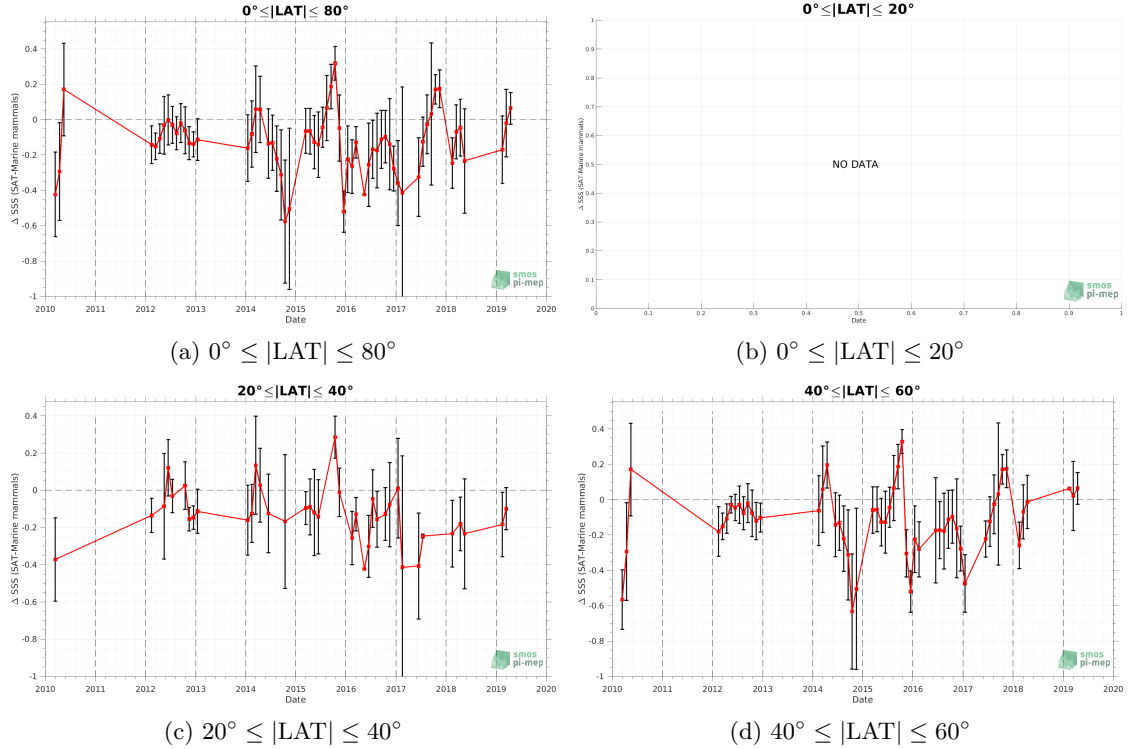 0°≤|LAT|≤ 80°
Δ SSS (SAT-Marine mammals)
0.4
0.2
0
-0.2
-0.4
-0.6
-0.8
-1
2010 2011 2012 2013 2014 2015 2016 2017 2018 2019 2020
Date
smos
pi-mep
(a) 0° ≤ |LAT| ≤ 80°
0°≤|LAT|≤ 20°
Δ SSS (SAT-Marine mammals)
1
0.9
0.8
0.7
0.6
0.5
0.4
0.3
0.2
0.1
0
NO DATA
0 0.1 0.2 0.3 0.4 0.5 0.6 0.7 0.8 0.9 1
Date
smos
pi-mep
(b) 0° ≤ |LAT| ≤ 20°
20°≤|LAT|≤ 40°
Δ SSS (SAT-Marine mammals)
0.4
0.2
0
-0.2
-0.4
-0.6
-0.8
-1
2010 2011 2012 2013 2014 2015 2016 2017 2018 2019 2020
Date
smos
pi-mep
(c) 20° ≤ |LAT| ≤ 40°
40°≤|LAT|≤ 60°
Δ SSS (SAT-Marine mammals)
0.4
0.2
0
-0.2
-0.4
-0.6
-0.8
-1
2010 2011 2012 2013 2014 2015 2016 2017 2018 2019 2020
Date
smos
pi-mep
(d) 40° ≤ |LAT| ≤ 60°